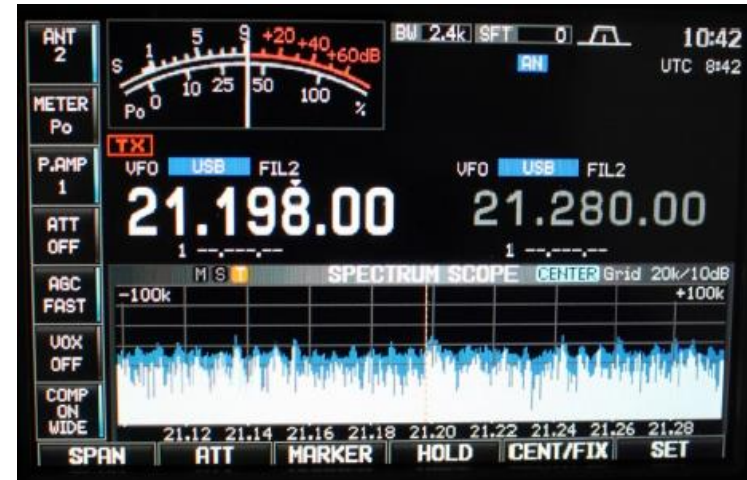 ANT
2
METER
Po
P.AMP
1
ATT
OFF
AGC
FAST
VOX
OFF
COMP
ON
WIDE
S 1 5 9 +20 +40 +60dB
Po 0 10 25 50 100 %
BW 2.4k SFT 0
10:42
AN
UTC 8:42
TX
VFO USB FIL2
VFO USB FIL2
21.198.00
21.280.00
1 --.---.--
1 --.---.--
M S T SPECTRUM SCOPE CENTER Grid 20k/10dB
-100k +100k
21.12 21.14 21.16 21.18 21.20 21.22 21.24 21.26 21.28
SPAN ATT MARKER HOLD CENT/FIX SET